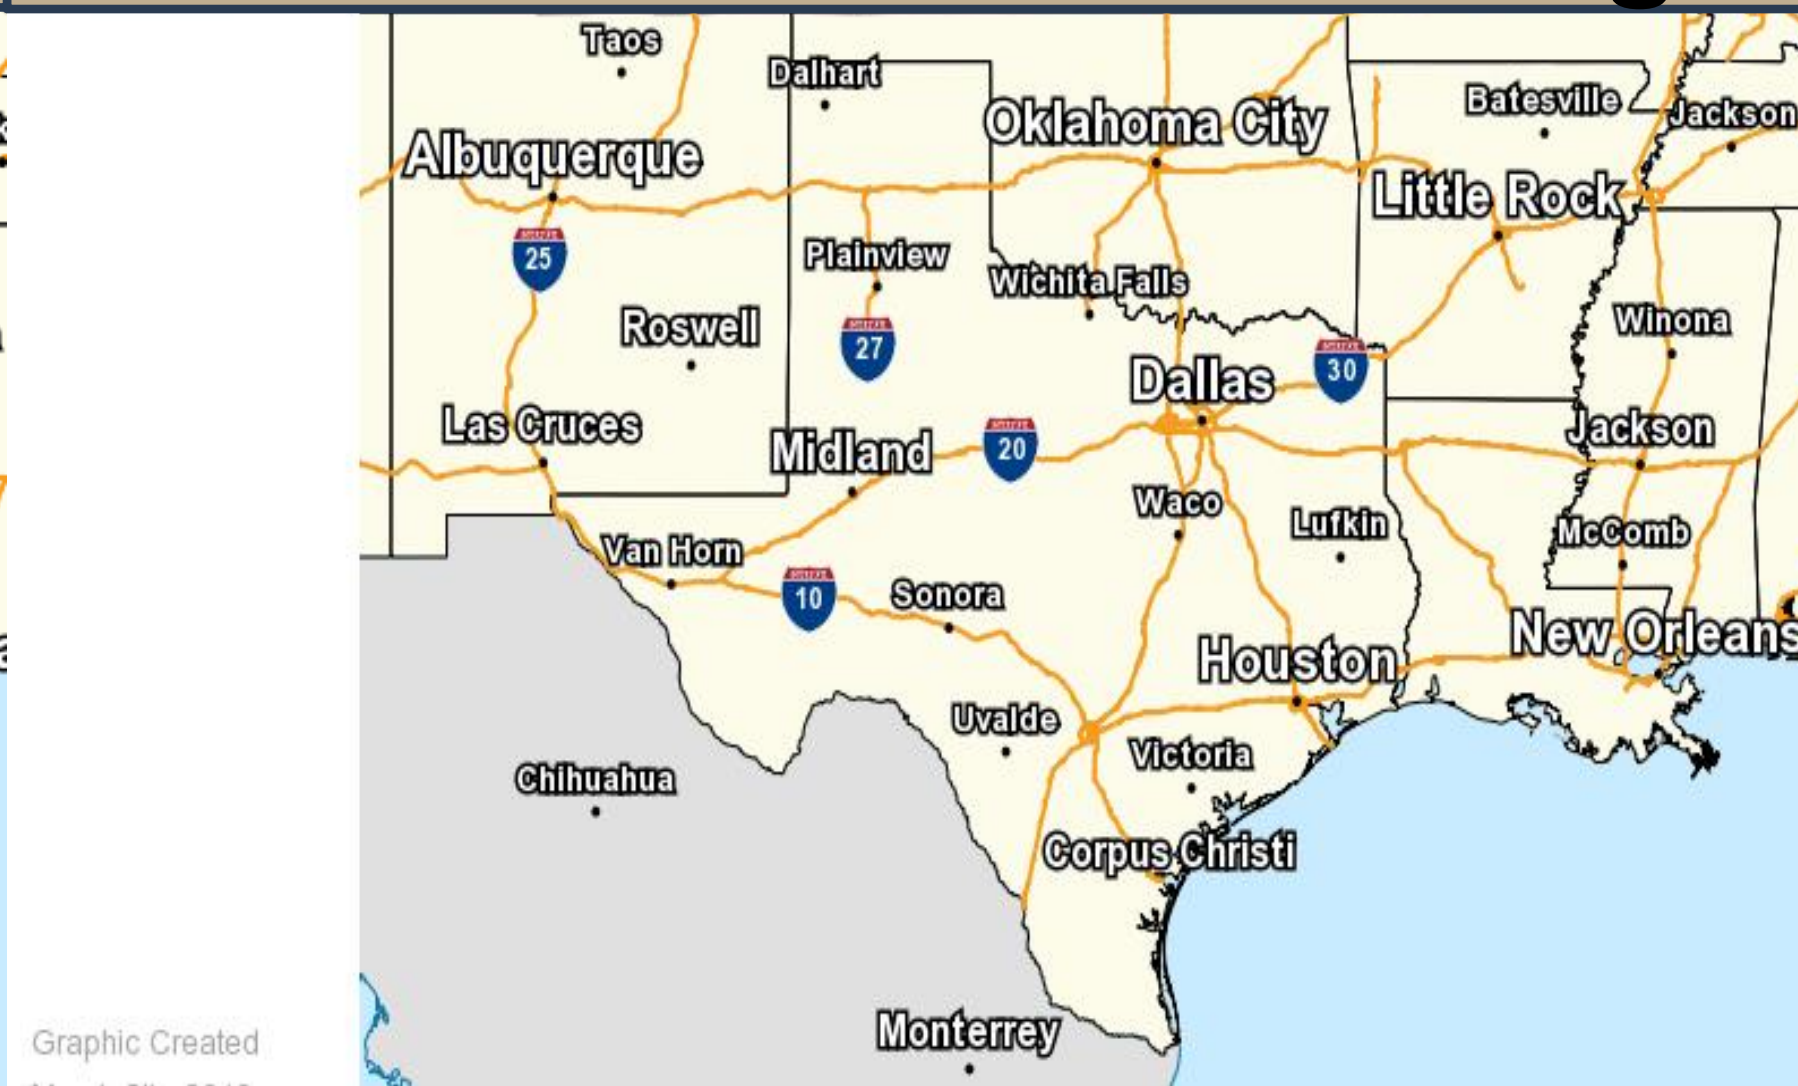 Taos
Dalhart
Oklahoma City
Batesville
Jackson
Albuquerque
Little Rock
25
Plainview
Wichita Falls
Roswell
27
Winona
30
Dallas
Las Cruces
Midland
20
Jackson
Waco
Lufkin
McComb
Van Horn
10
Sonora
New Orleans
Houston
Uvalde
Victoria
Chihuahua
Corpus Christi
Monterrey
Graphic Created